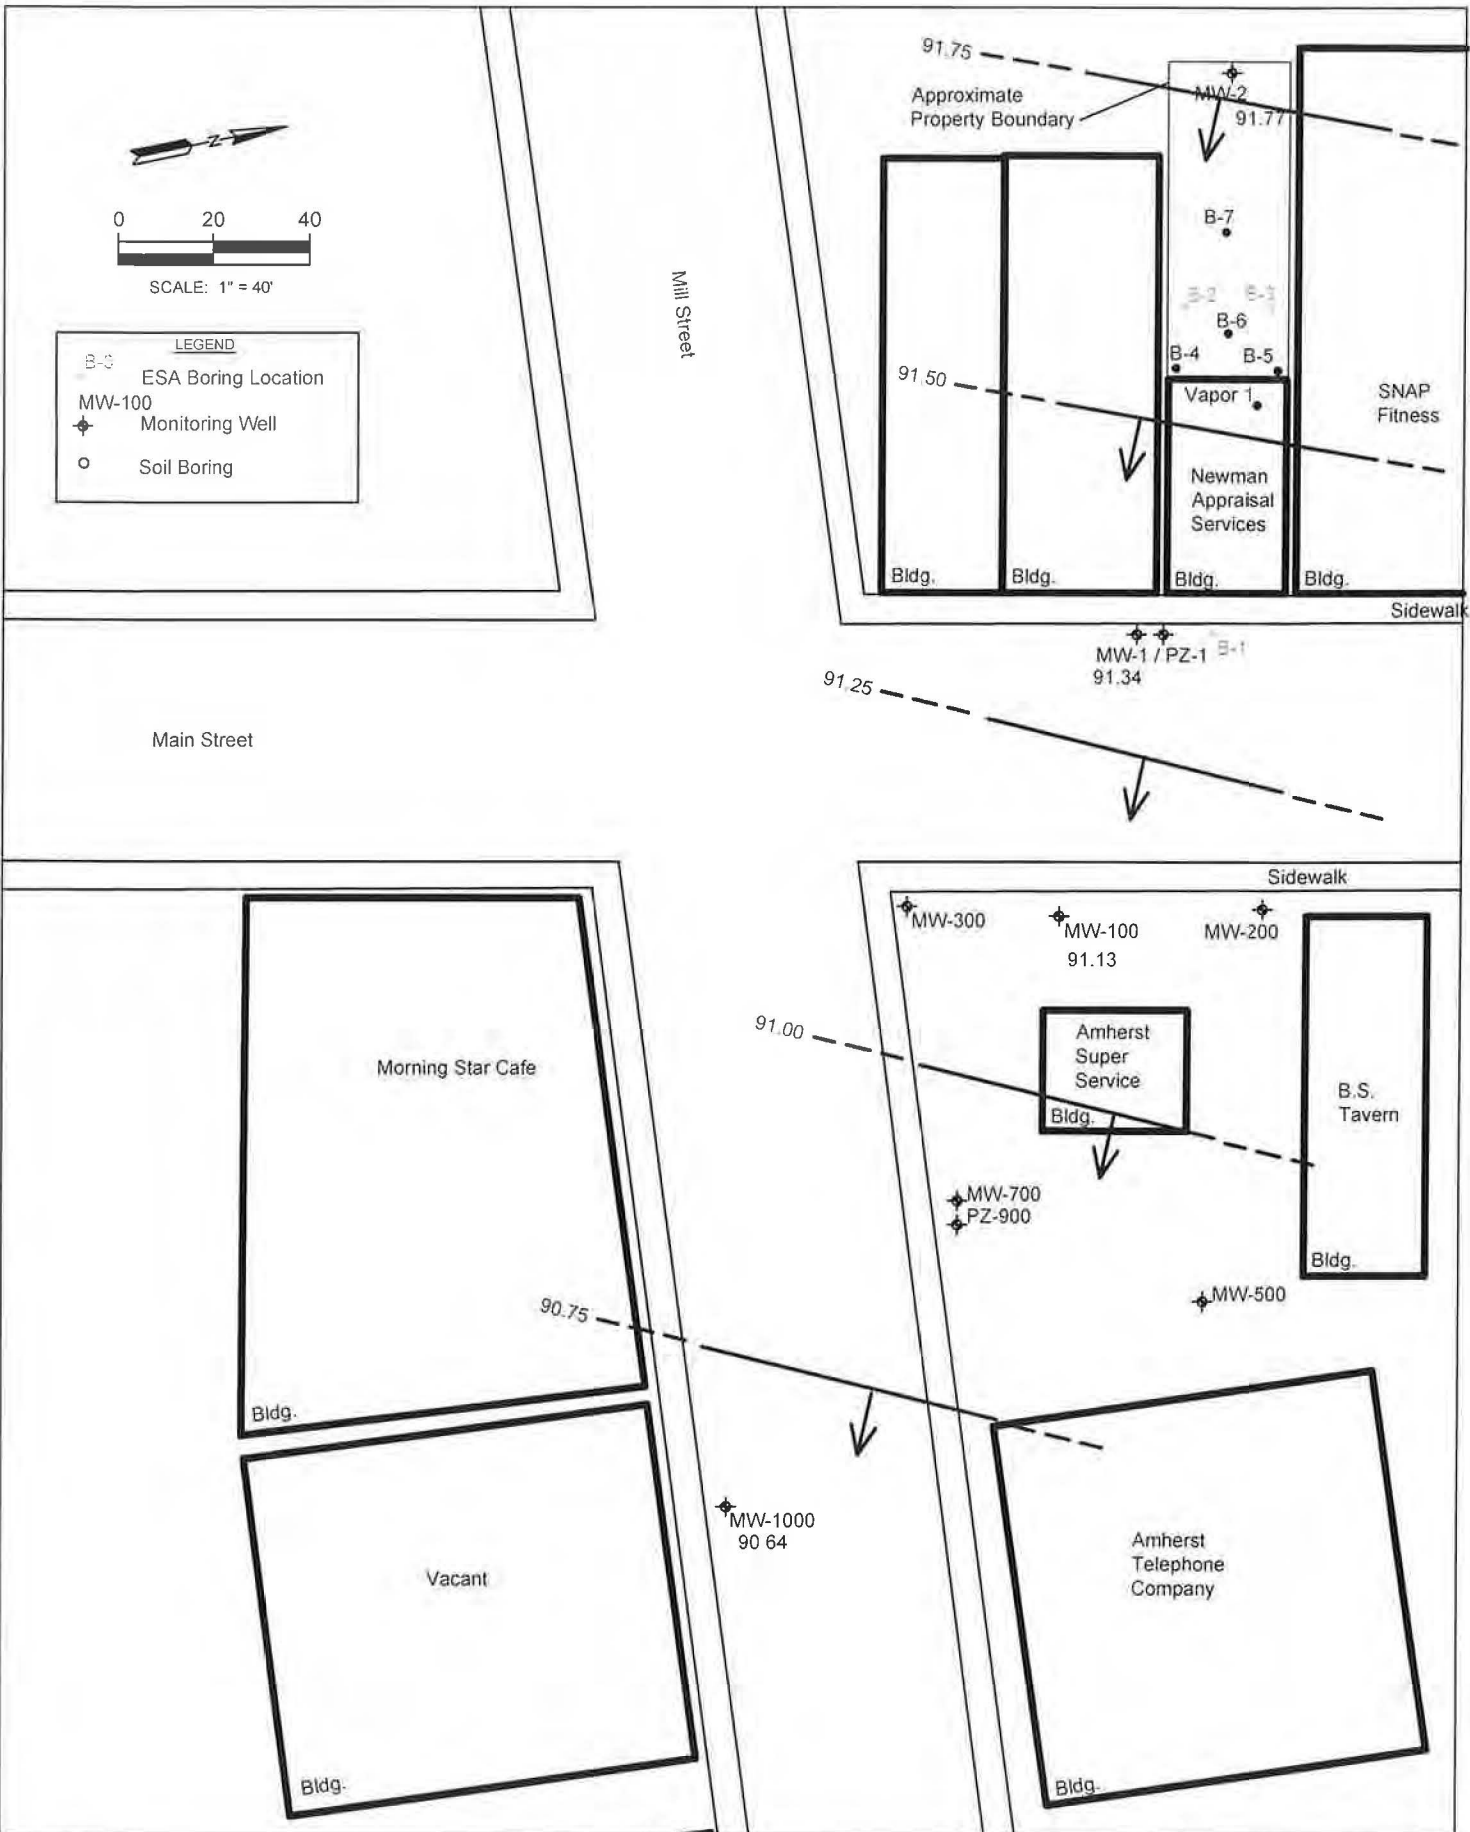 91.75
Approximate
Property Boundary
MW-2
91.77
N
0 20 40
SCALE: 1" = 40'
LEGEND
B-3
ESA Boring Location
MW-100
Monitoring Well
Soil Boring
Mill Street
B-7
B-2 B-3
B-6
B-4 B-5
91.50
Vapor 1
SNAP
Fitness
Newman
Appraisal
Services
Bldg. Bldg. Bldg. Bldg.
Sidewalk
MW-1 / PZ-1 B-1
91.34
91.25
Main Street
Sidewalk
MW-300 MW-100 MW-200
91.13
91.00
Amherst
Super
Service
Bldg.
Morning Star Cafe
B.S.
Tavern
MW-700
PZ-900
Bldg.
MW-500
90.75
Bldg.
MW-1000
90 64
Vacant
Amherst
Telephone
Company
Bldg.
Bldg.